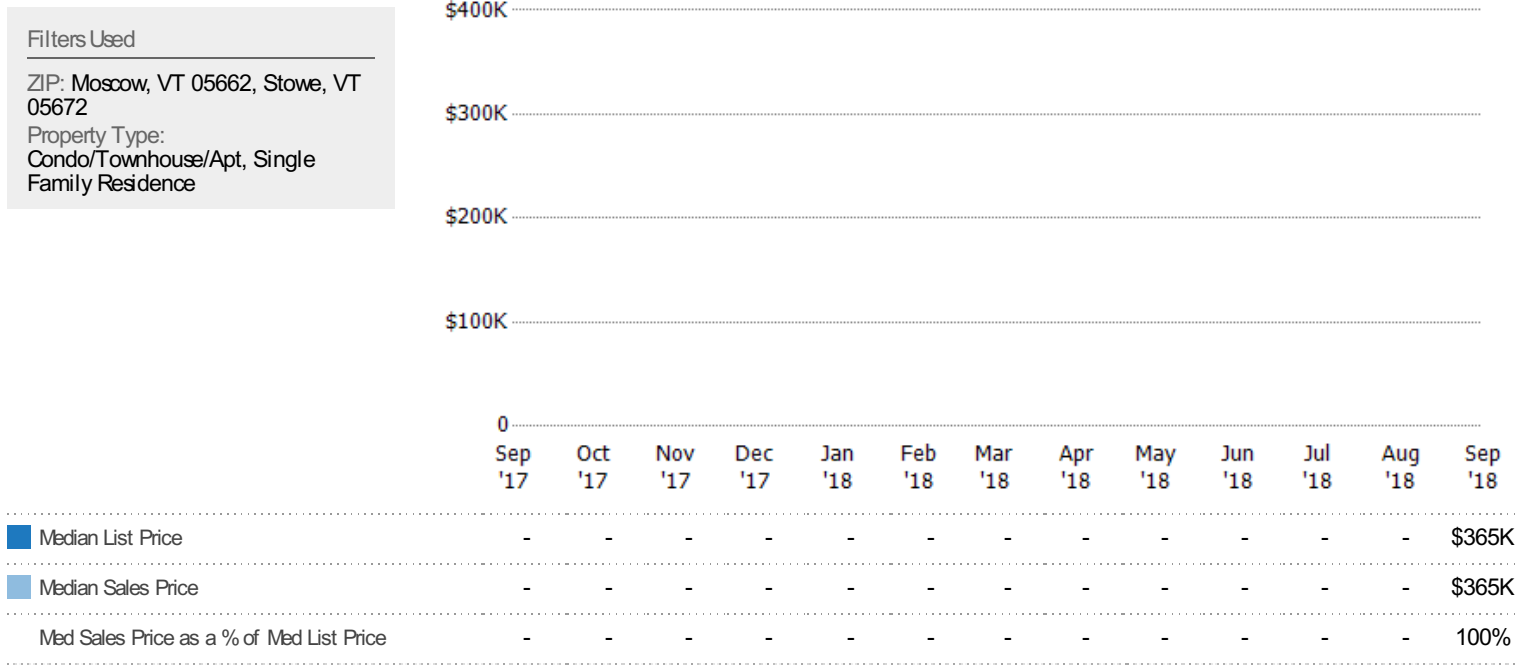 Filters Used
ZIP: Moscow, VT 05662, Stowe, VT
05672
Property Type:
Condo/Townhouse/Apt, Single
Family Residence
$400K
$300K
$200K
$100K
0
Sep Oct Nov Dec Jan Feb Mar Apr May Jun Jul Aug Sep
'17 '17 '17 '17 '18 '18 '18 '18 '18 '18 '18 '18 '18
Median List Price - - - - - - - - - - - - $365K
Median Sales Price - - - - - - - - - - - - $365K
Med Sales Price as a % of Med List Price - - - - - - - - - - - - 100%